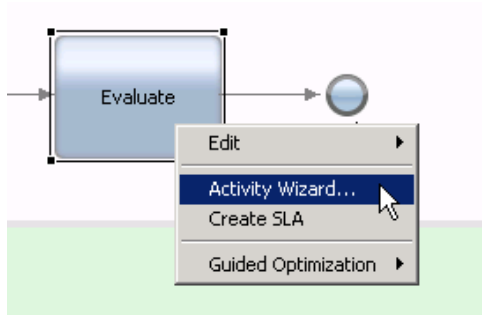 Evaluate
Edit
Activity Wizard...
Create SLA
Guided Optimization